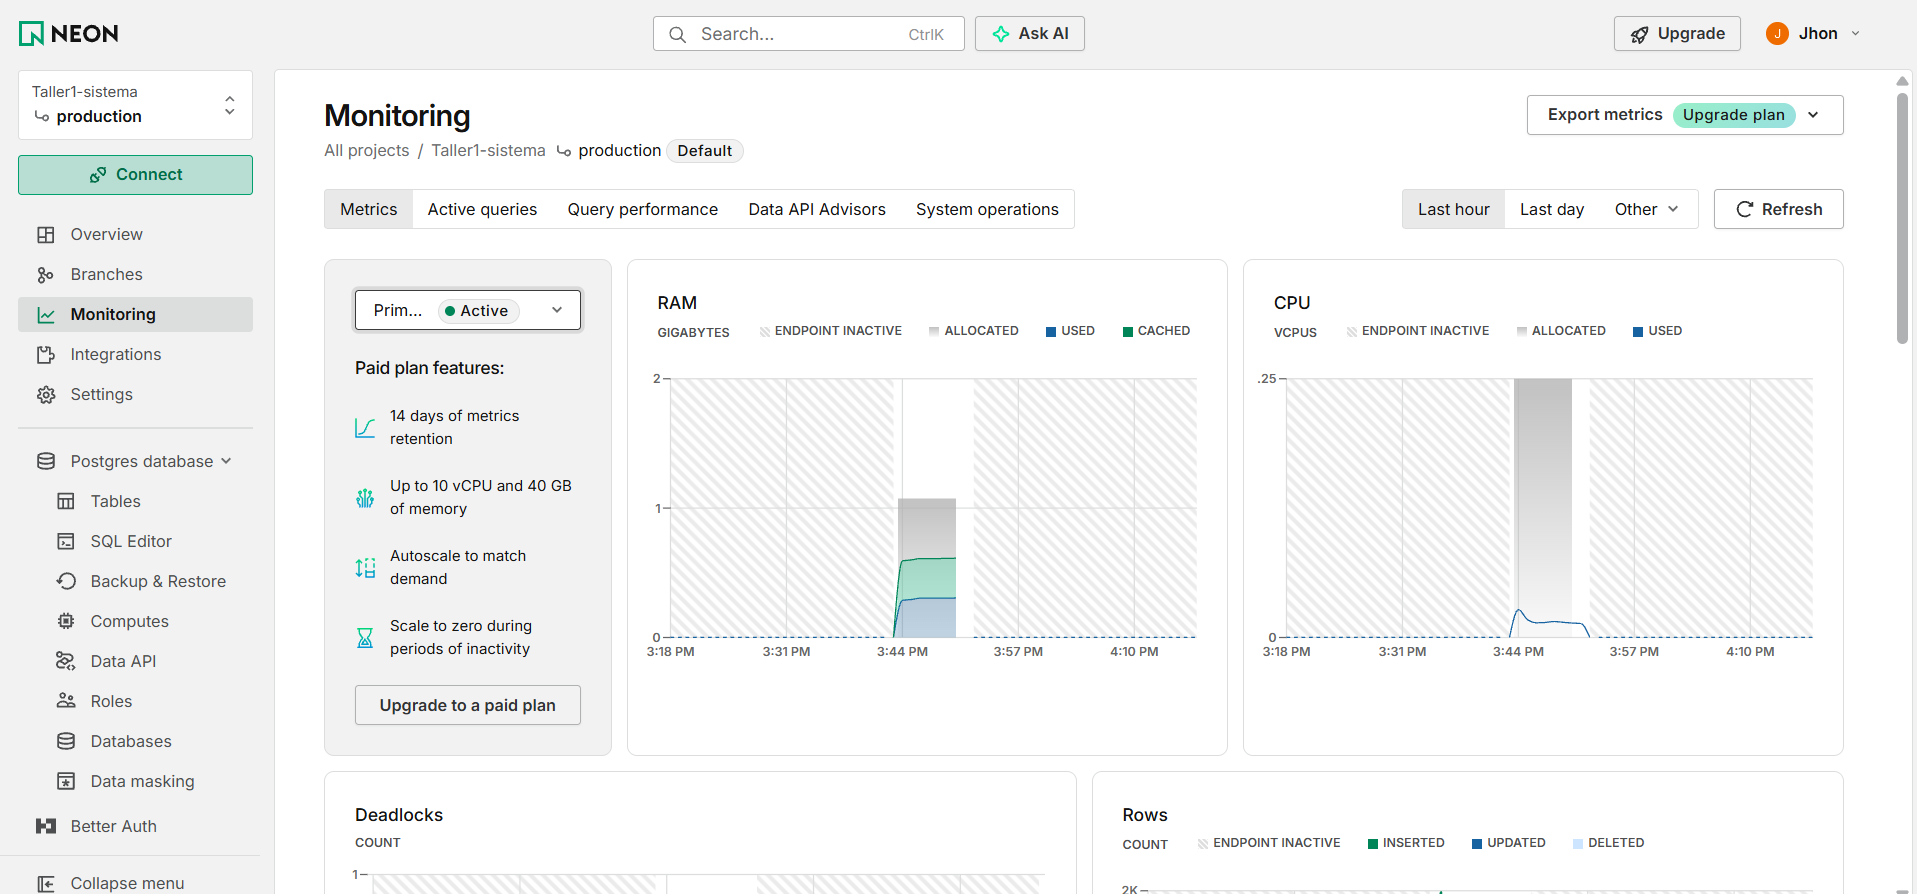 NEON
Search...
CtrlK
Ask AI
Upgrade
J
Jhon
Taller1-sistema
production
Connect
Overview
Branches
Monitoring
Integrations
Settings
Postgres database
Tables
SQL Editor
Backup & Restore
Computes
Data API
Roles
Databases
Data masking
Better Auth
Collapse menu
Monitoring
All projects / Taller1-sistema production Default
Export metrics Upgrade plan
Metrics
Active queries
Query performance
Data API Advisors
System operations
Last hour
Last day
Other
Refresh
Prim... Active
Paid plan features:
14 days of metrics
retention
Up to 10 vCPU and 40 GB
of memory
Autoscale to match
demand
Scale to zero during
periods of inactivity
Upgrade to a paid plan
RAM
GIGABYTES ENDPOINT INACTIVE ALLOCATED USED CACHED
2
1
0
3:18 PM 3:31 PM 3:44 PM 3:57 PM 4:10 PM
CPU
VCPUS ENDPOINT INACTIVE ALLOCATED USED
.25
0
3:18 PM 3:31 PM 3:44 PM 3:57 PM 4:10 PM
Deadlocks
COUNT
1
Rows
COUNT ENDPOINT INACTIVE INSERTED UPDATED DELETED
2K